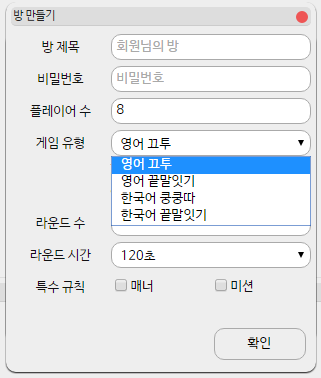 방 만들기
방 제목 회원님의 방
비밀번호 비밀번호
플레이어 수 8
게임 유형 영어 끄투
영어 끄투
영어 끝말잇기
한국어 쿵쿵따
한국어 끝말잇기
라운드 수
라운드 시간 120초
특수 규칙 매너 미션
확인